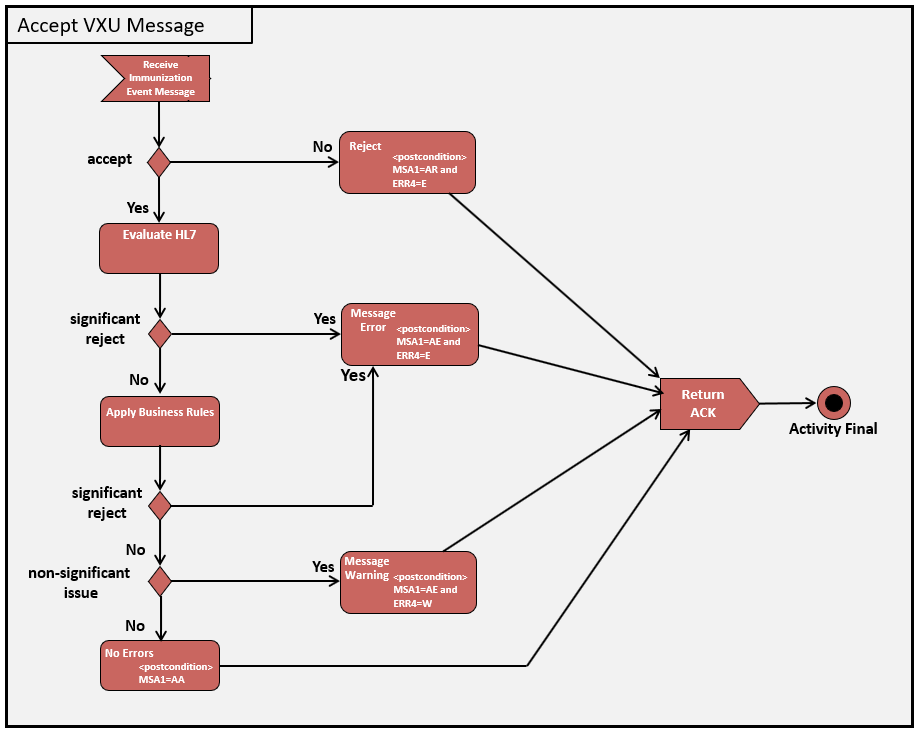 Accept VXU Message
Receive
Immunization
Event Message
accept
No
Reject
<postcondition>
MSA1=AR and
ERR4=E
Yes
Evaluate HL7
significant
reject
Yes
Message
Error
<postcondition>
MSA1=AE and
ERR4=E
No
Yes
Apply Business Rules
Return
ACK
Activity Final
significant
reject
No
non-significant
issue
Yes
Message
Warning
<postcondition>
MSA1=AE and
ERR4=W
No
No Errors
<postcondition>
MSA1=AA